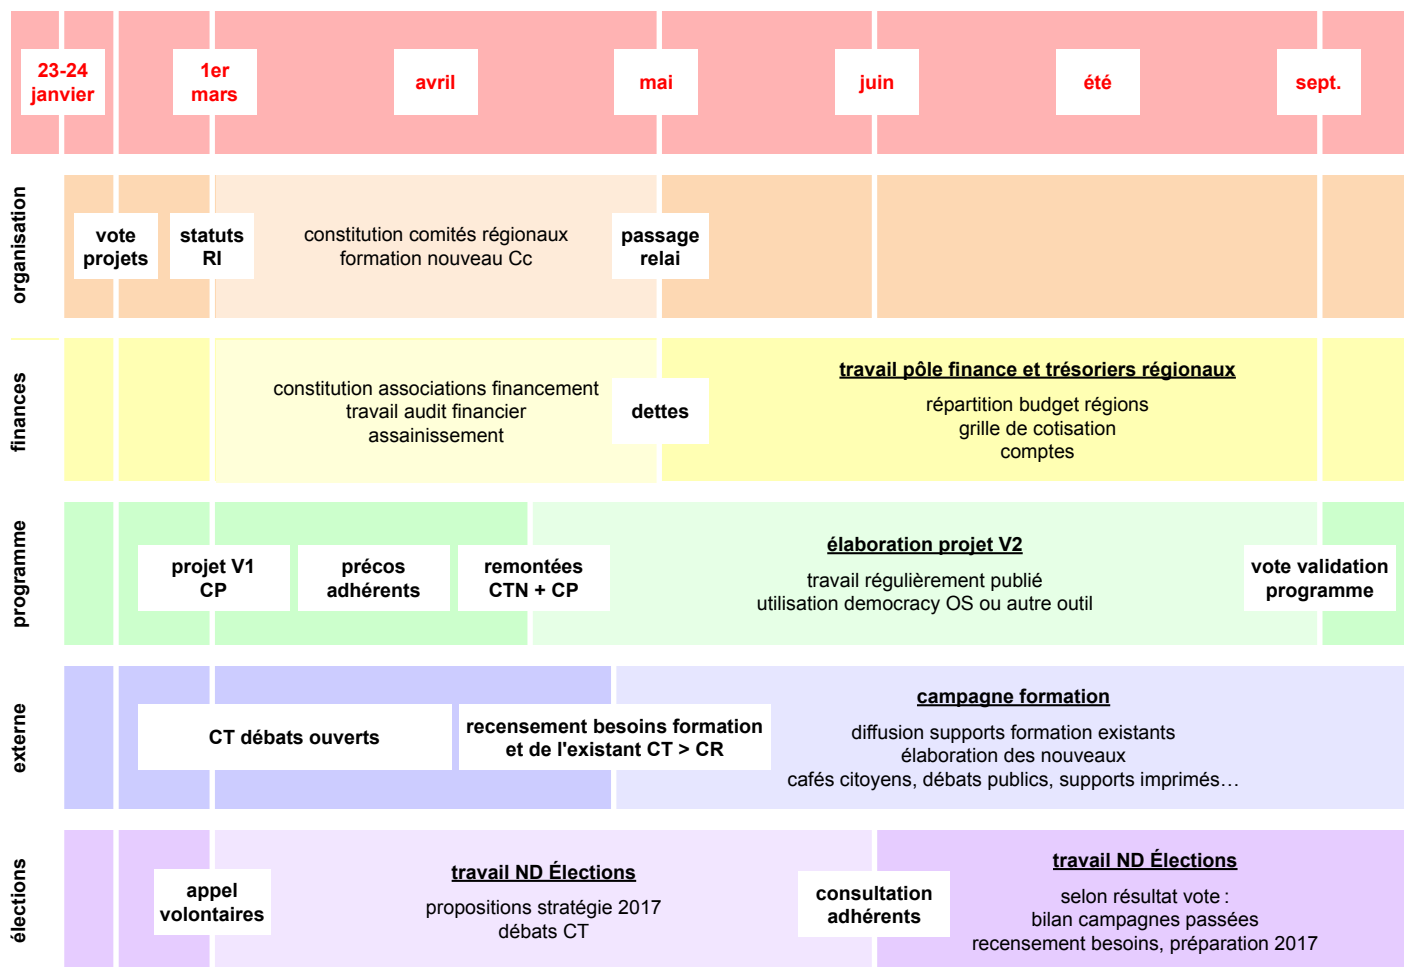 23-24
janvier
1er
mars
avril
mai
juin
été
sept.
organisation
vote
projets
statuts
RI
constitution comités régionaux
formation nouveau Cc
passage
relai
finances
constitution associations financement
travail audit financier
assainissement
dettes
travail pôle finance et trésoriers régionaux
répartition budget régions
grille de cotisation
comptes
programme
projet V1
CP
précos
adhérents
remontées
CTN + CP
élaboration projet V2
travail régulièrement publié
utilisation democracy OS ou autre outil
vote validation
programme
externe
CT débats ouverts
recensement besoins formation
et de l'existant CT > CR
campagne formation
diffusion supports formation existants
élaboration des nouveaux
cafés citoyens, débats publics, supports imprimés…
élections
appel
volontaires
travail ND Élections
propositions stratégie 2017
débats CT
consultation
adhérents
travail ND Élections
selon résultat vote :
bilan campagnes passées
recensement besoins, préparation 2017